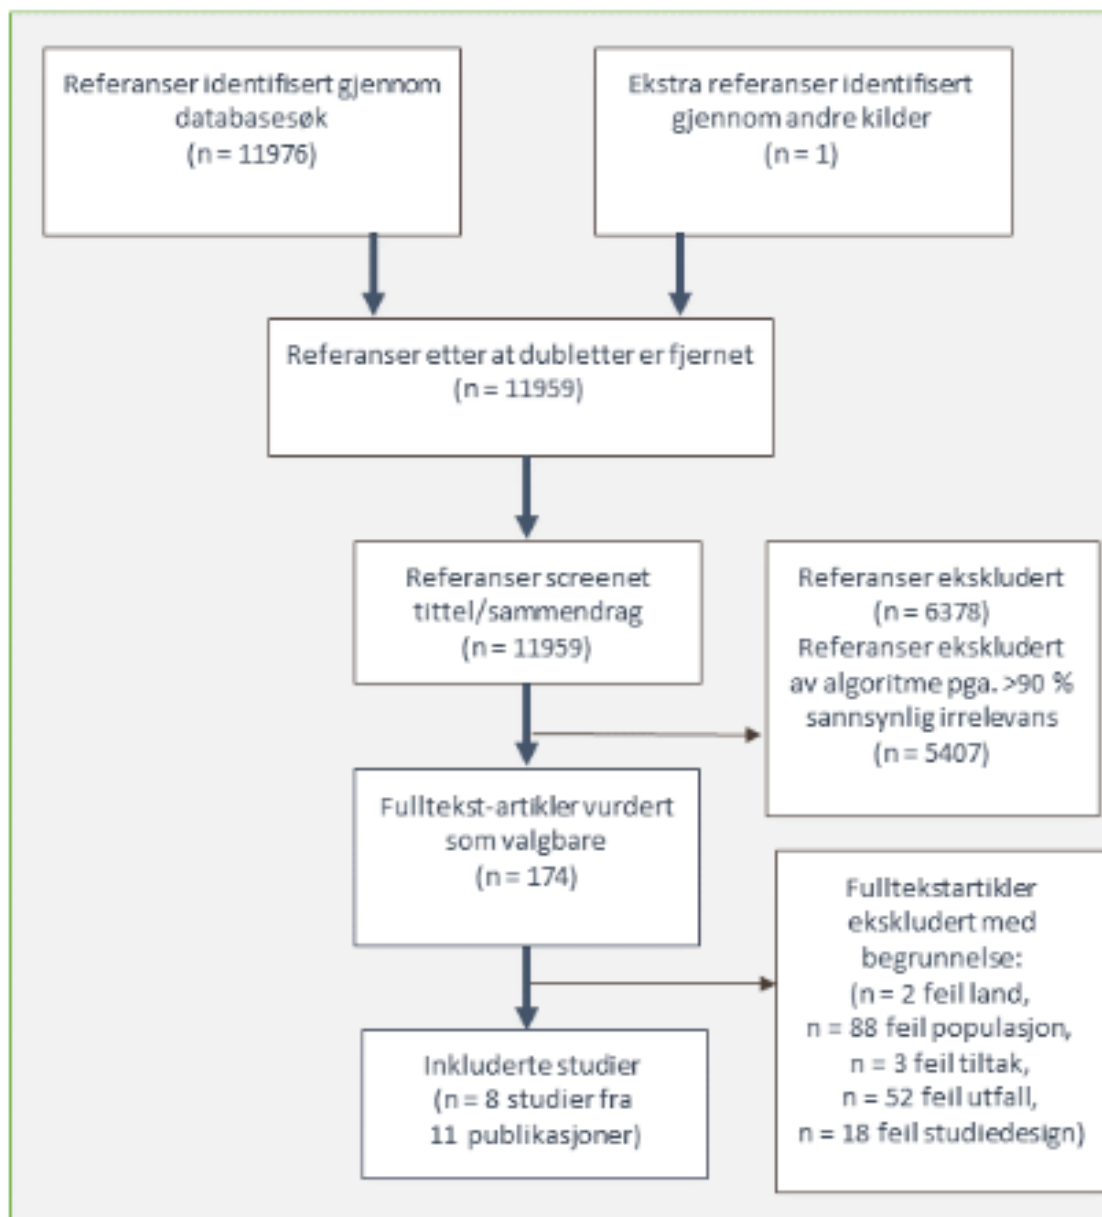 Referanser identifisert gjennom
databasesøk
(n = 11976)
Ekstra referanser identifisert
gjennom andre kilder
(n = 1)
Referanser etter at dubletter er fjernet
(n = 11959)
Referanser screenet
tittel/sammendrag
(n = 11959)
Referanser ekskludert
(n = 6378)
Referanser ekskludert
av algoritme pga. >90 %
sannsynlig irrelevans
(n = 5407)
Fulltekst-artikler vurdert
som valgbare
(n = 174)
Fulltekstartikler
ekskludert med
begrunnelse:
(n = 2 feil land,
n = 88 feil populasjon,
n = 3 feil tiltak,
n = 52 feil utfall,
n = 18 feil studiedesign)
Inkluderte studier
(n = 8 studier fra
11 publikasjoner)